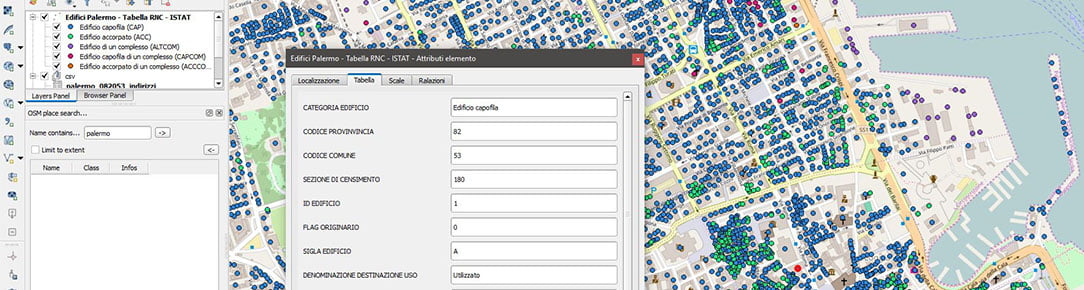 Edifici Palermo - Tabella RNC - ISTAT
Edificio capofila (CAP)
Edificio accorpato (ACC)
Edificio di un complesso (ALTCOM)
Edificio capofila di un complesso (CAPCOM)
Edificio accorpato di un complesso (ACCCO...
csv
palermo_082053_indirizzi
Layers Panel
Browser Panel
OSM place search...
Name contains...
palermo
->
Limit to extent
<-
Name
Class
Infos
Edifici Palermo - Tabella RNC - ISTAT - Attributi elemento
x
Localizzazione
Tabella
Scale
Relazioni
CATEGORIA EDIFICIO
Edificio capofila
CODICE PROVINVINCIA
82
CODICE COMUNE
53
SEZIONE DI CENSIMENTO
180
ID EDIFICIO
1
FLAG ORIGINARIO
0
SIGLA EDIFICIO
A
DENOMINAZIONE DESTINAZIONE USO
Utilizzato
Via Filippo Patti
Via della Cala